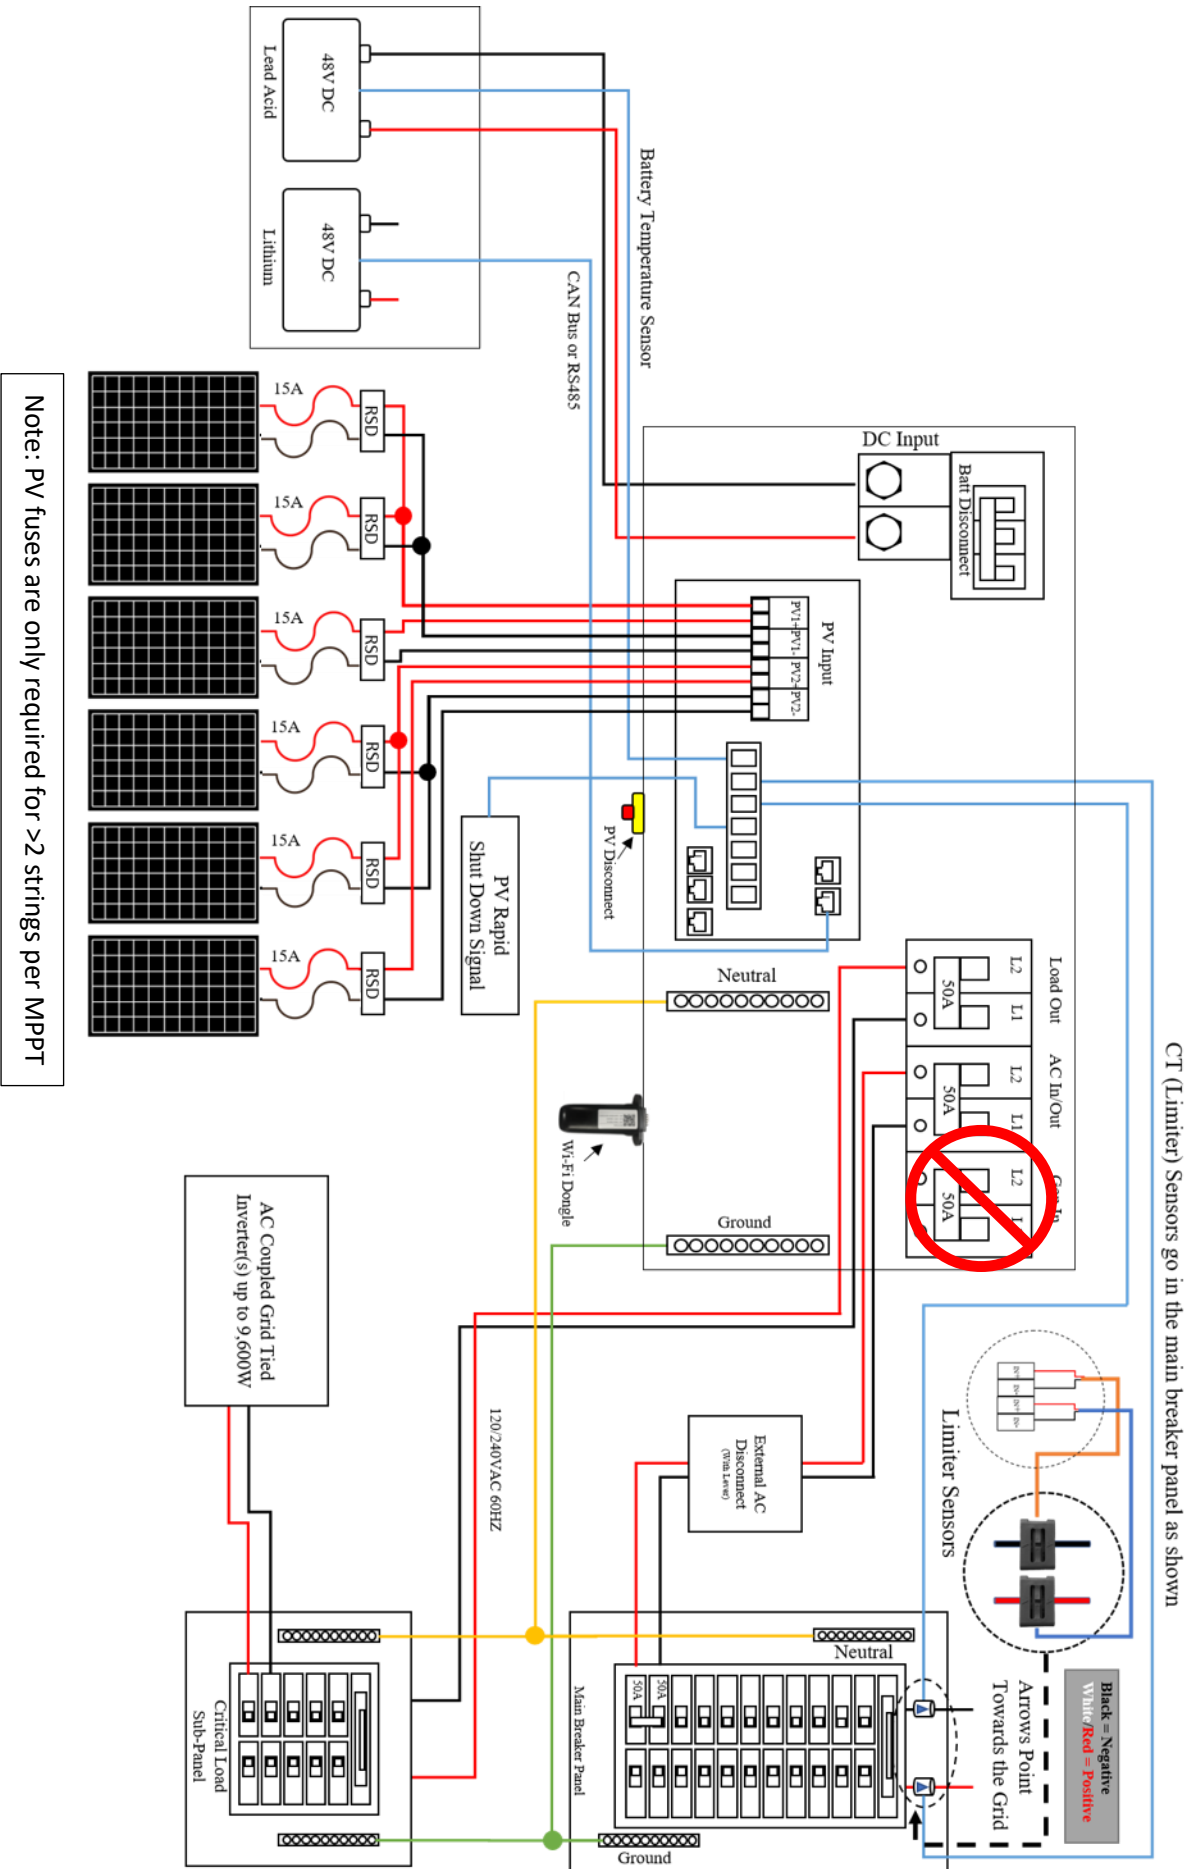 CT (Limiter) Sensors go in the main breaker panel as shown
Black = Negative
White/Red = Positive
Arrows Point
Towards the Grid
Limiter Sensors
IN+
IN-
IN+
IN-
DC Input
Batt Disconnect
Load Out
AC In/Out
L2
L1
L2
L1
L2
50A
50A
50A
PV Input
PV1+
PV1-
PV2+
PV2-
Battery Temperature Sensor
CAN Bus or RS485
48V DC
Lead Acid
48V DC
Lithium
PV Disconnect
PV Rapid
Shut Down Signal
Neutral
Ground
Wi-Fi Dongle
External AC
Disconnect
(With Lever)
120/240VAC 60HZ
Neutral
50A
50A
Main Breaker Panel
Ground
RSD
RSD
RSD
RSD
RSD
RSD
15A
15A
15A
15A
15A
15A
AC Coupled Grid Tied
Inverter(s) up to 9,600W
Critical Load
Sub-Panel
Note: PV fuses are only required for >2 strings per MPPT